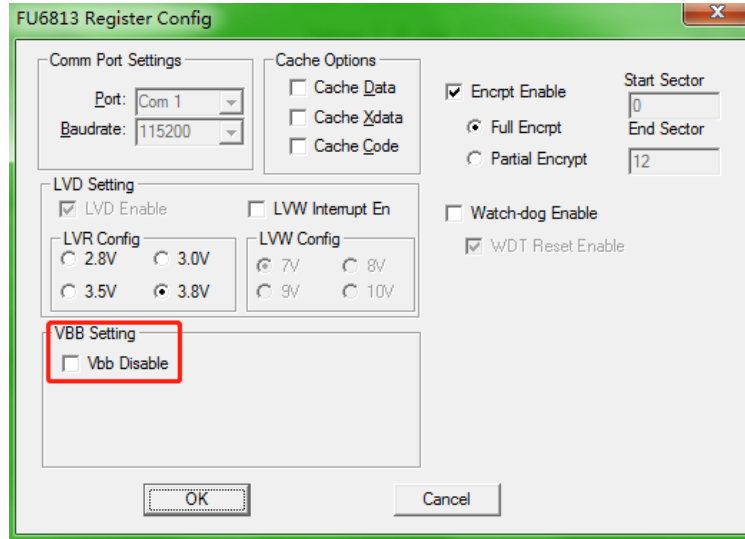 FU6813 Register Config
Comm Port Settings
Port: Com 1
Baudrate: 115200
Cache Options
Cache Data
Cache Xdata
Cache Code
Encrpt Enable
Full Encrpt
Partial Encrypt
Start Sector
0
End Sector
12
LVD Setting
LVD Enable
LVW Interrupt En
LVR Config
2.8V 3.0V
3.5V 3.8V
LVW Config
7V 8V
9V 10V
Watch-dog Enable
WDT Reset Enable
VBB Setting
Vbb Disable
OK Cancel